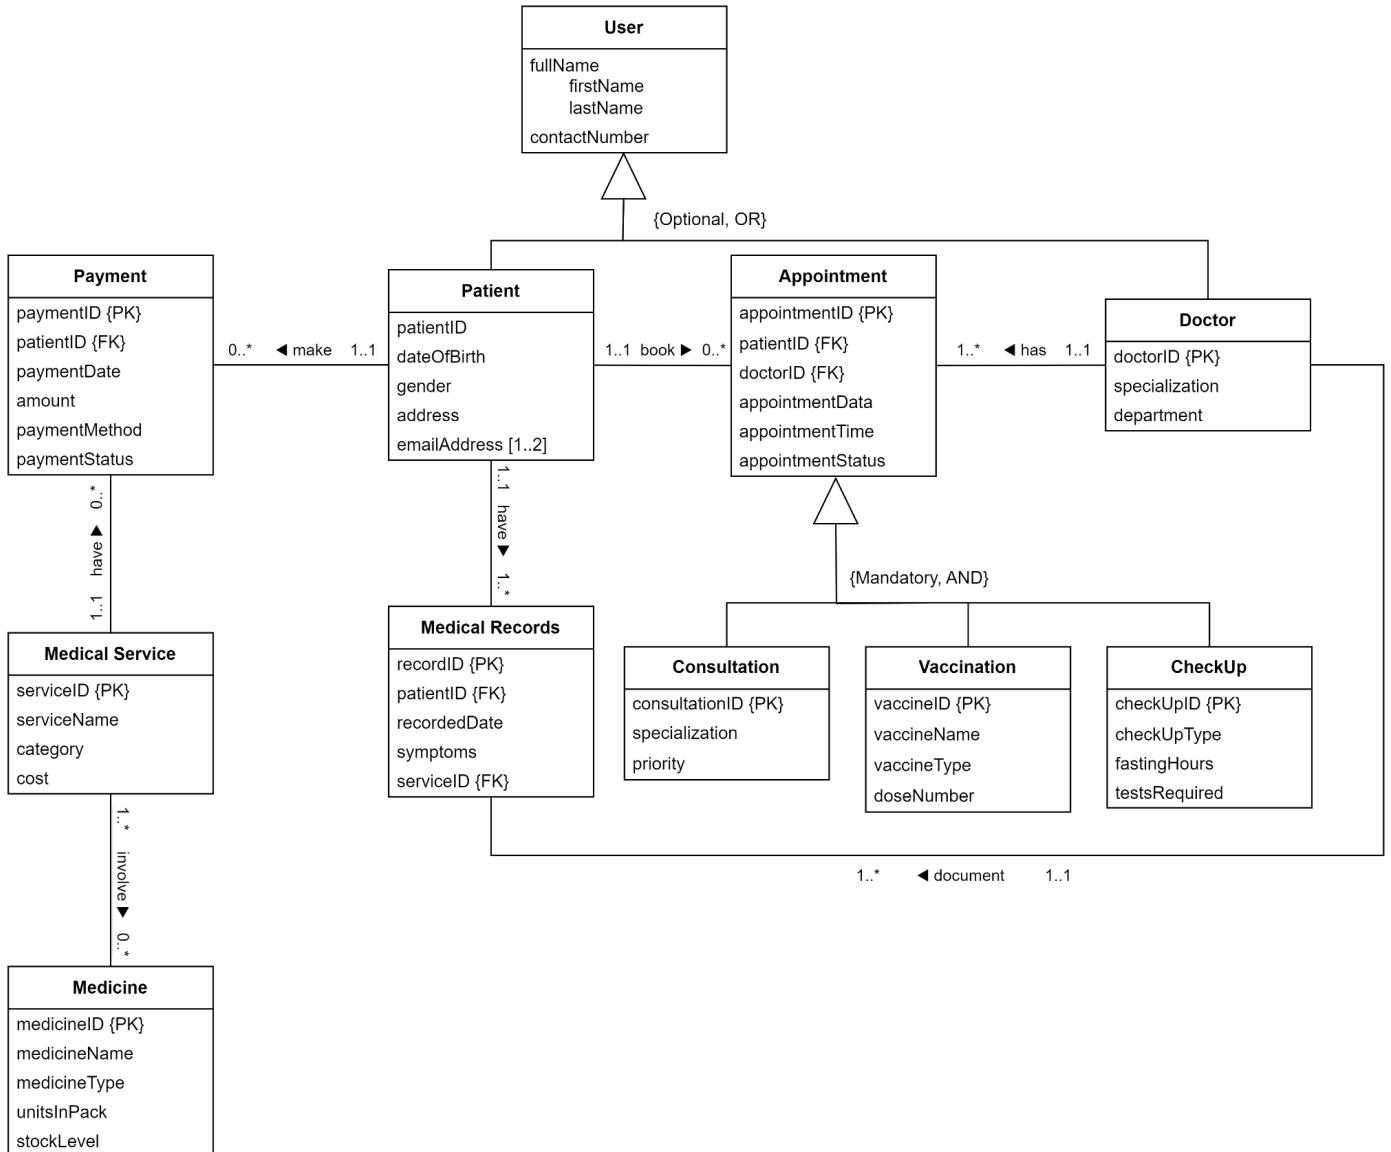 User
fullName
firstName
lastName
contactNumber
{Optional, OR}
Payment
paymentID {PK}
patientID {FK}
paymentDate
amount
paymentMethod
paymentStatus
0..* ◀ make 1..1
Patient
patientID
dateOfBirth
gender
address
emailAddress [1..2]
1..1 book ▶ 0..*
Appointment
appointmentID {PK}
patientID {FK}
doctorID {FK}
appointmentData
appointmentTime
appointmentStatus
1..* ◀ has 1..1
Doctor
doctorID {PK}
specialization
department
1..1 have ▶ 0..*
1..1 have ▶ 1..*
{Mandatory, AND}
Medical Service
serviceID {PK}
serviceName
category
cost
Medical Records
recordID {PK}
patientID {FK}
recordedDate
symptoms
serviceID {FK}
Consultation
consultationID {PK}
specialization
priority
Vaccination
vaccineID {PK}
vaccineName
vaccineType
doseNumber
CheckUp
checkUpID {PK}
checkUpType
fastingHours
testsRequired
1..* ◀ document 1..1
1..* involve ▶ 0..*
Medicine
medicineID {PK}
medicineName
medicineType
unitsInPack
stockLevel